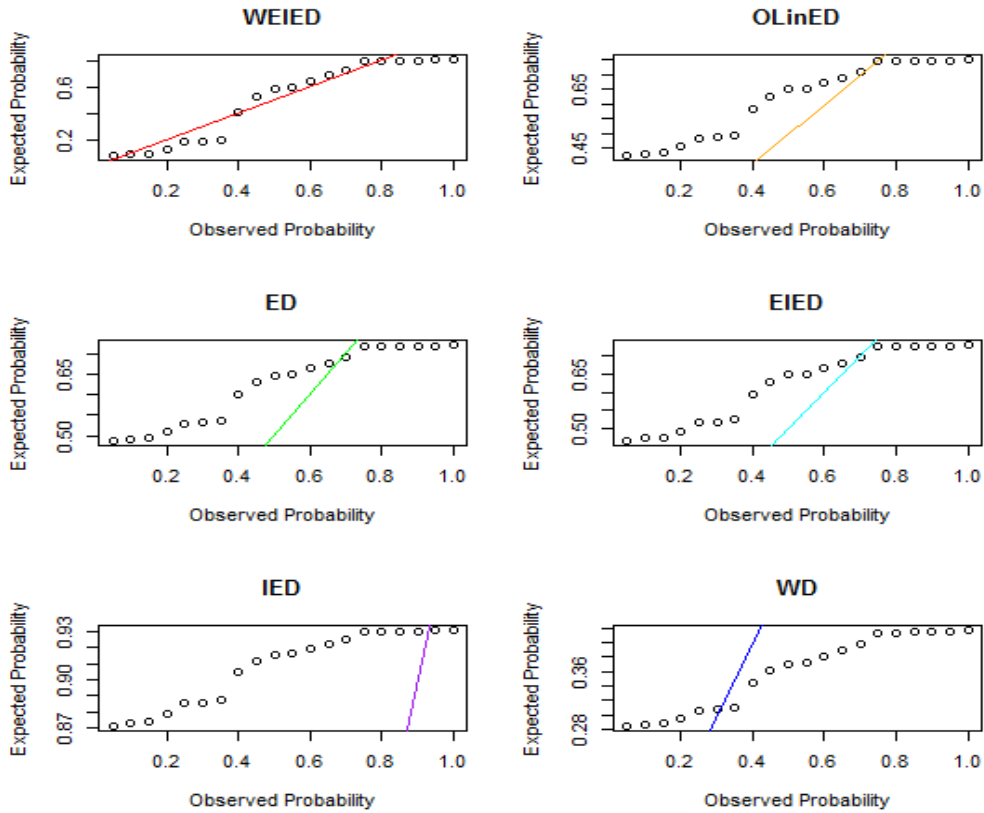 WEIED
Expected Probability
0.2 0.6
0.2 0.4 0.6 0.8 1.0
Observed Probability
OLinED
Expected Probability
0.45 0.65
0.2 0.4 0.6 0.8 1.0
Observed Probability
ED
Expected Probability
0.50 0.65
0.2 0.4 0.6 0.8 1.0
Observed Probability
EIED
Expected Probability
0.50 0.65
0.2 0.4 0.6 0.8 1.0
Observed Probability
IED
Expected Probability
0.87 0.90 0.93
0.2 0.4 0.6 0.8 1.0
Observed Probability
WD
Expected Probability
0.28 0.36
0.2 0.4 0.6 0.8 1.0
Observed Probability